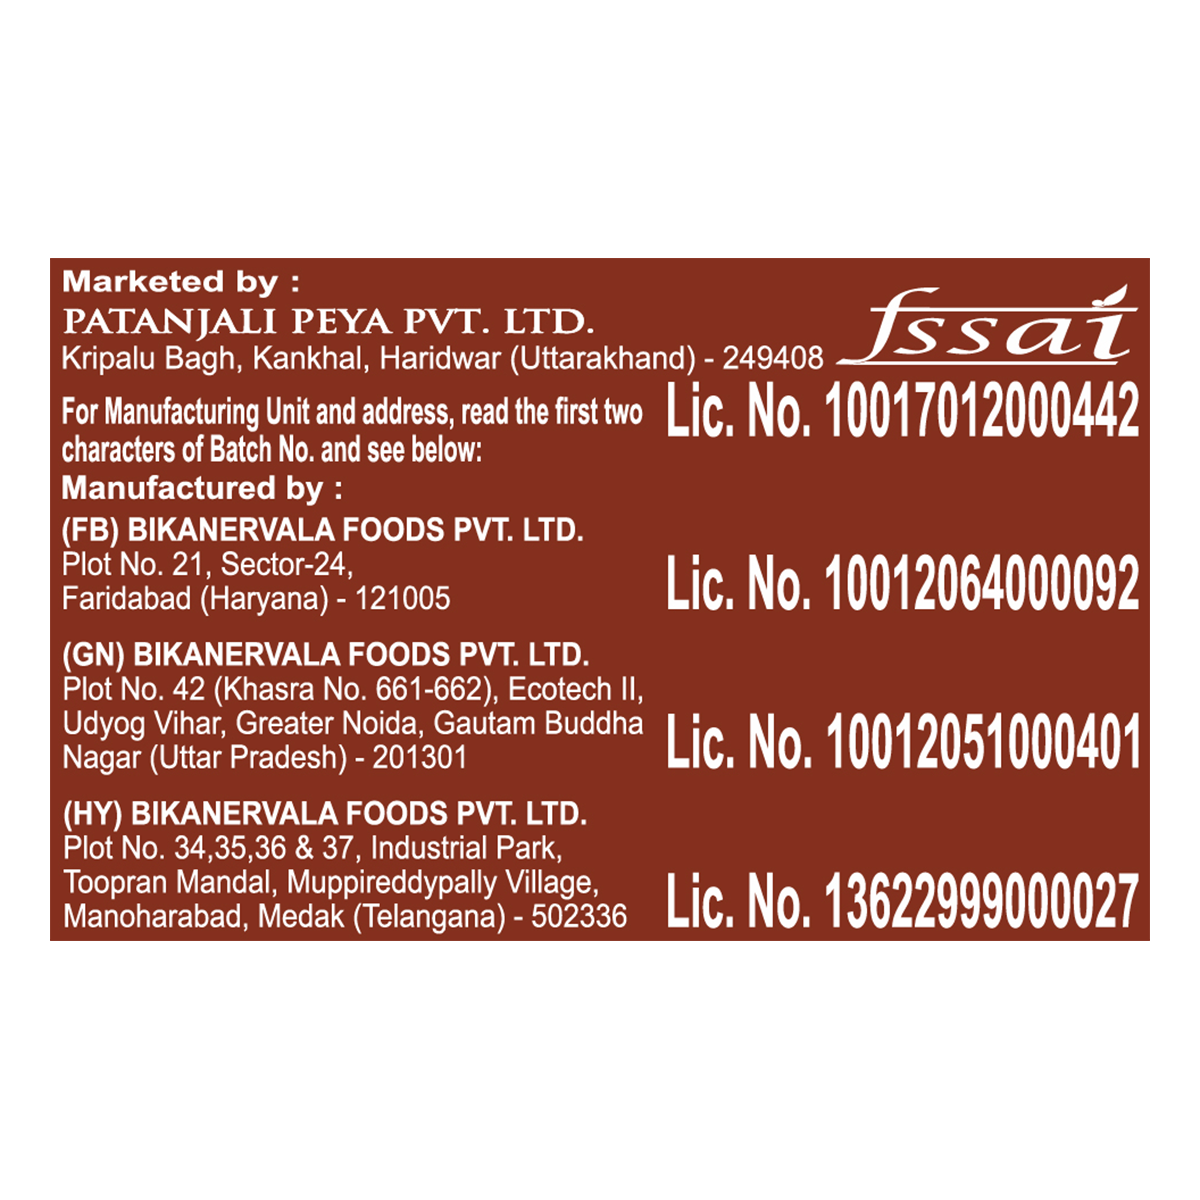 Marketed by :
PATANJALI PEYA PVT. LTD.
Kripalu Bagh, Kankhal, Haridwar (Uttarakhand) - 249408
fssai
Lic. No. 10017012000442
For Manufacturing Unit and address, read the first two
characters of Batch No. and see below:
Manufactured by :
(FB) BIKANERVALA FOODS PVT. LTD.
Plot No. 21, Sector-24,
Faridabad (Haryana) - 121005
Lic. No. 10012064000092
(GN) BIKANERVALA FOODS PVT. LTD.
Plot No. 42 (Khasra No. 661-662), Ecotech II,
Udyog Vihar, Greater Noida, Gautam Buddha
Nagar (Uttar Pradesh) - 201301
Lic. No. 10012051000401
(HY) BIKANERVALA FOODS PVT. LTD.
Plot No. 34,35,36 & 37, Industrial Park,
Toopran Mandal, Muppireddypally Village,
Manoharabad, Medak (Telangana) - 502336
Lic. No. 13622999000027